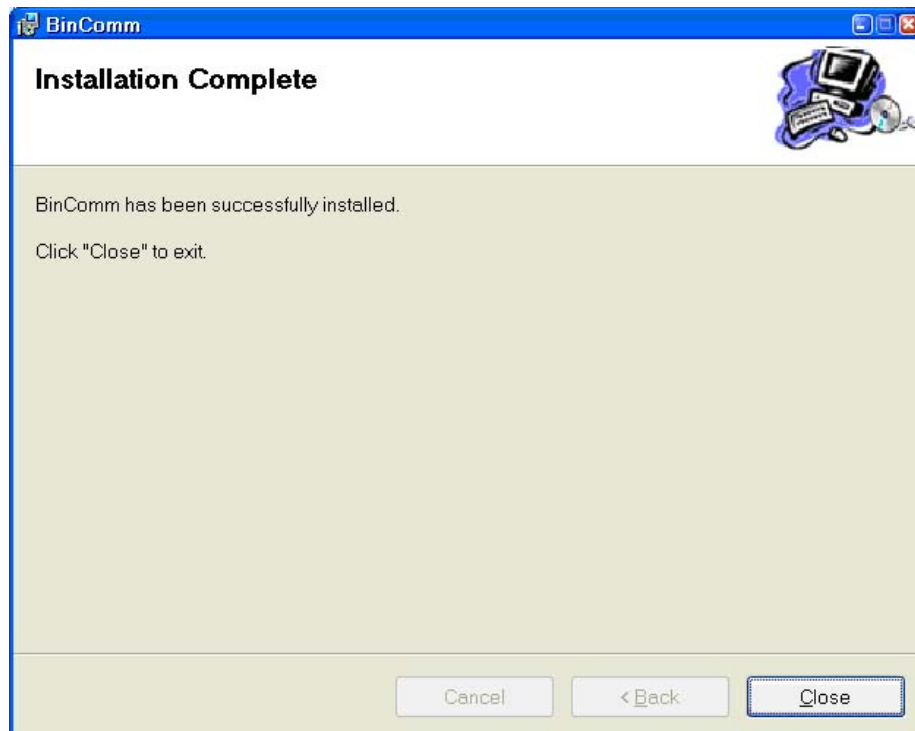 BinComm
Installation Complete
BinComm has been successfully installed.
Click "Close" to exit.
Cancel
< Back
Close